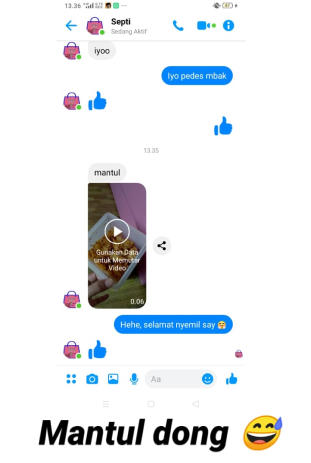 13.36
Septi
Sedang Aktif
iyoo
Iyo pedes mbak
13.35
mantul
Gunakan Data
untuk Memutar
Video
0.06
Hehe, selamat nyemil say 😤
Aa
Mantul dong 😅